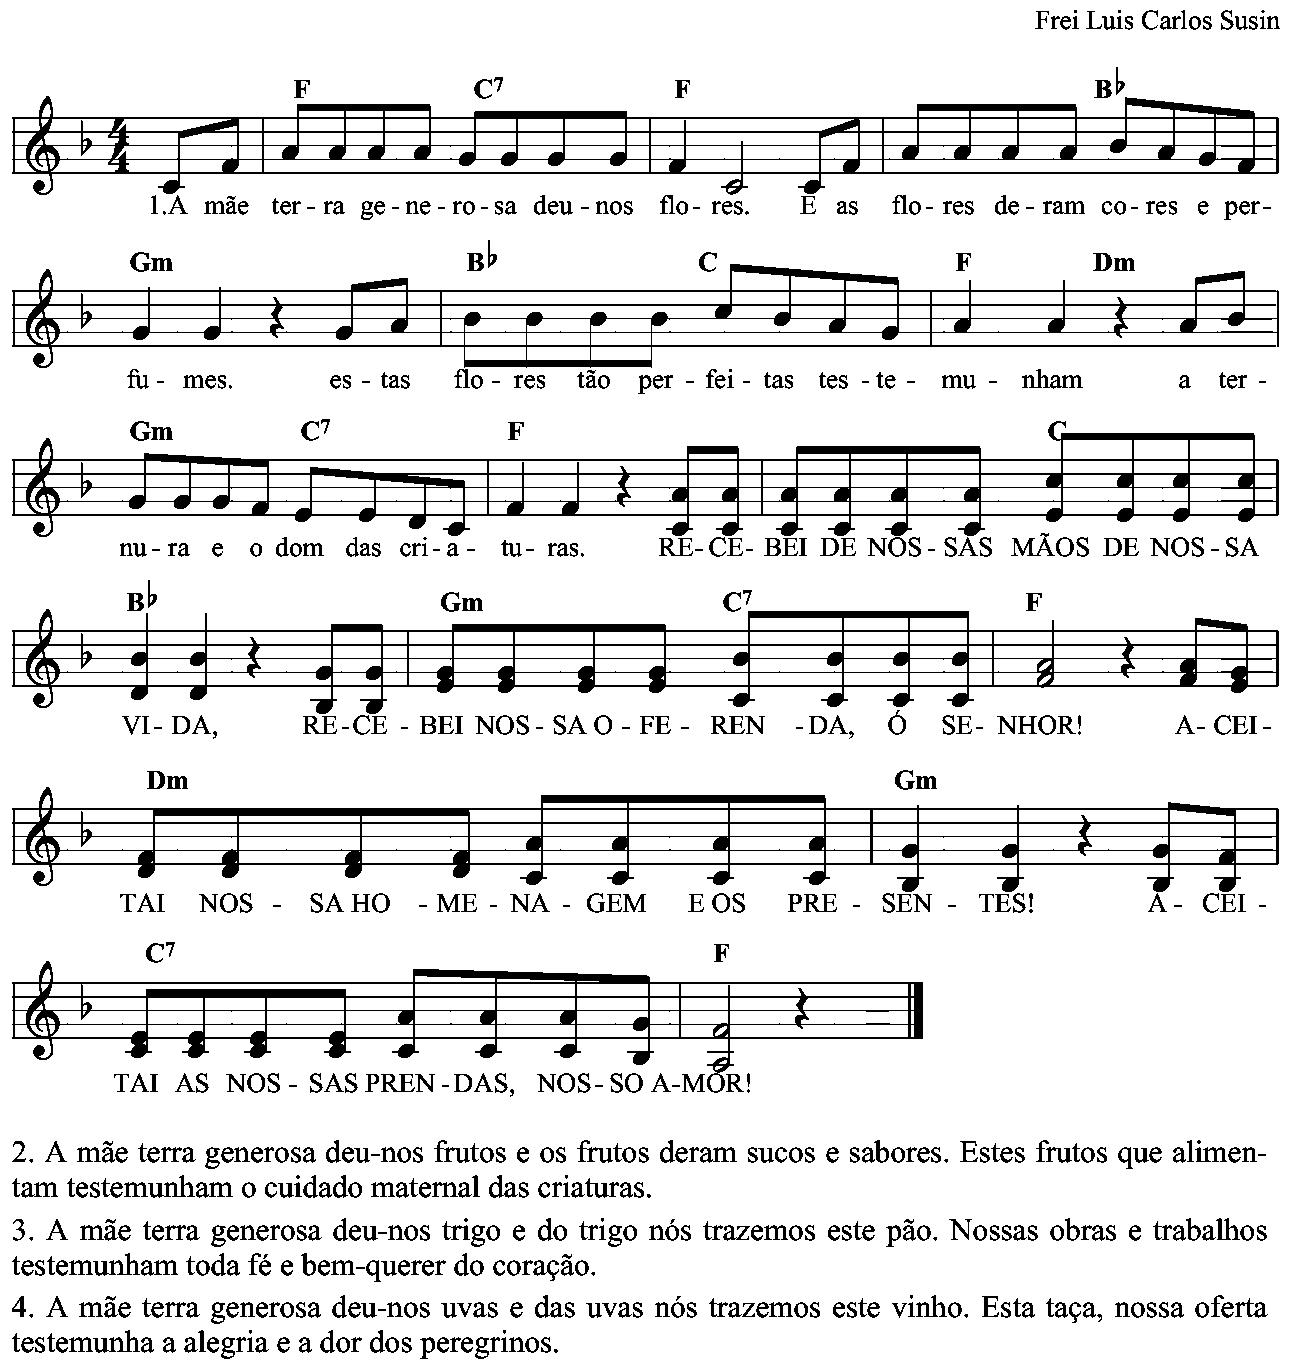 Frei Luis Carlos Susin
F C7 F B♭
1.A mãe ter-ra ge-ne-ro-sa deu-nos flo-res. E as flo-res de-ram co-res e per-
Gm B♭ C F Dm
fu-mes. es-tas flo-res tão per-fei-tas tes-te-mu-nham a ter-
Gm C7 F C
nu-ra e o dom das cri-a-tu-ras. RE-CE-BEI DE NOS-SAS MÃOS DE NOS-SA
B♭ Gm C7 F
VI-DA, RE-CE-BEI NOS-SA O-FE-REN-DA, Ó SE-NHOR! A-CEI-
Dm Gm
TAI NOS-SA HO-ME-NA-GEM E OS PRE-SEN-TES! A-CEI-
C7 F
TAI AS NOS-SAS PREN-DAS, NOS-SO A-MOR!
2. A mãe terra generosa deu-nos frutos e os frutos deram sucos e sabores. Estes frutos que alimen-
tam testemunham o cuidado maternal das criaturas.
3. A mãe terra generosa deu-nos trigo e do trigo nós trazemos este pão. Nossas obras e trabalhos
testemunham toda fé e bem-querer do coração.
4. A mãe terra generosa deu-nos uvas e das uvas nós trazemos este vinho. Esta taça, nossa oferta
testemunha a alegria e a dor dos peregrinos.